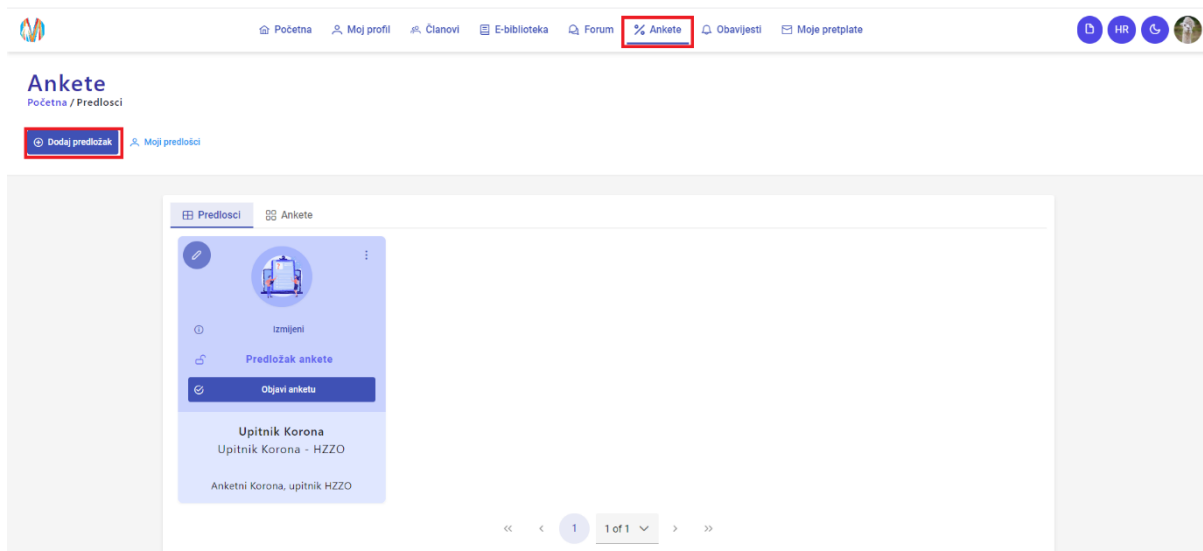 Početna Moj profil Članovi E-biblioteka Forum Ankete Obavijesti Moje pretplate HR
Ankete
Početna / Predlosci
Dodaj predložak Moji predlošci
Predlosci Ankete
Izmijeni
Predložak ankete
Objavi anketu
Upitnik Korona
Upitnik Korona - HZZO
Anketni Korona, upitnik HZZO
<< < 1 1 of 1 > >>